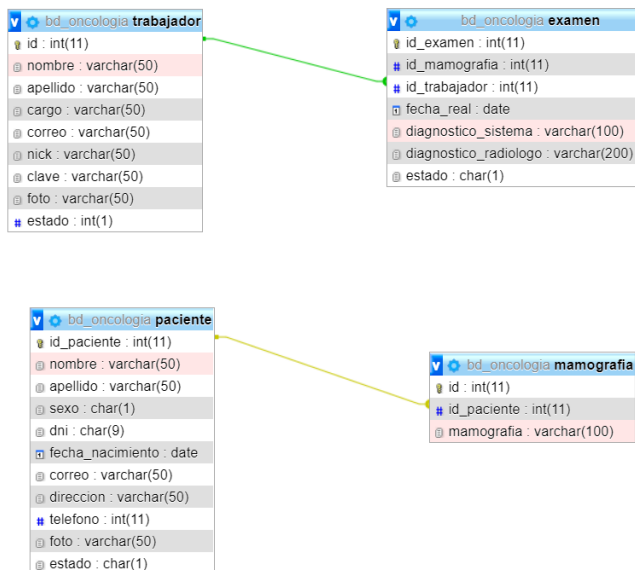 v bd_oncologia trabajador
id : int(11)
nombre : varchar(50)
apellido : varchar(50)
cargo : varchar(50)
correo : varchar(50)
nick : varchar(50)
clave : varchar(50)
foto : varchar(50)
# estado : int(1)
v bd_oncologia examen
id_examen : int(11)
# id_mamografia : int(11)
# id_trabajador : int(11)
fecha_real : date
diagnostico_sistema : varchar(100)
diagnostico_radiologo : varchar(200)
estado : char(1)
v bd_oncologia paciente
id_paciente : int(11)
nombre : varchar(50)
apellido : varchar(50)
sexo : char(1)
dni : char(9)
fecha_nacimiento : date
correo : varchar(50)
direccion : varchar(50)
# telefono : int(11)
foto : varchar(50)
estado : char(1)
v bd_oncologia mamografia
id : int(11)
# id_paciente : int(11)
mamografia : varchar(100)